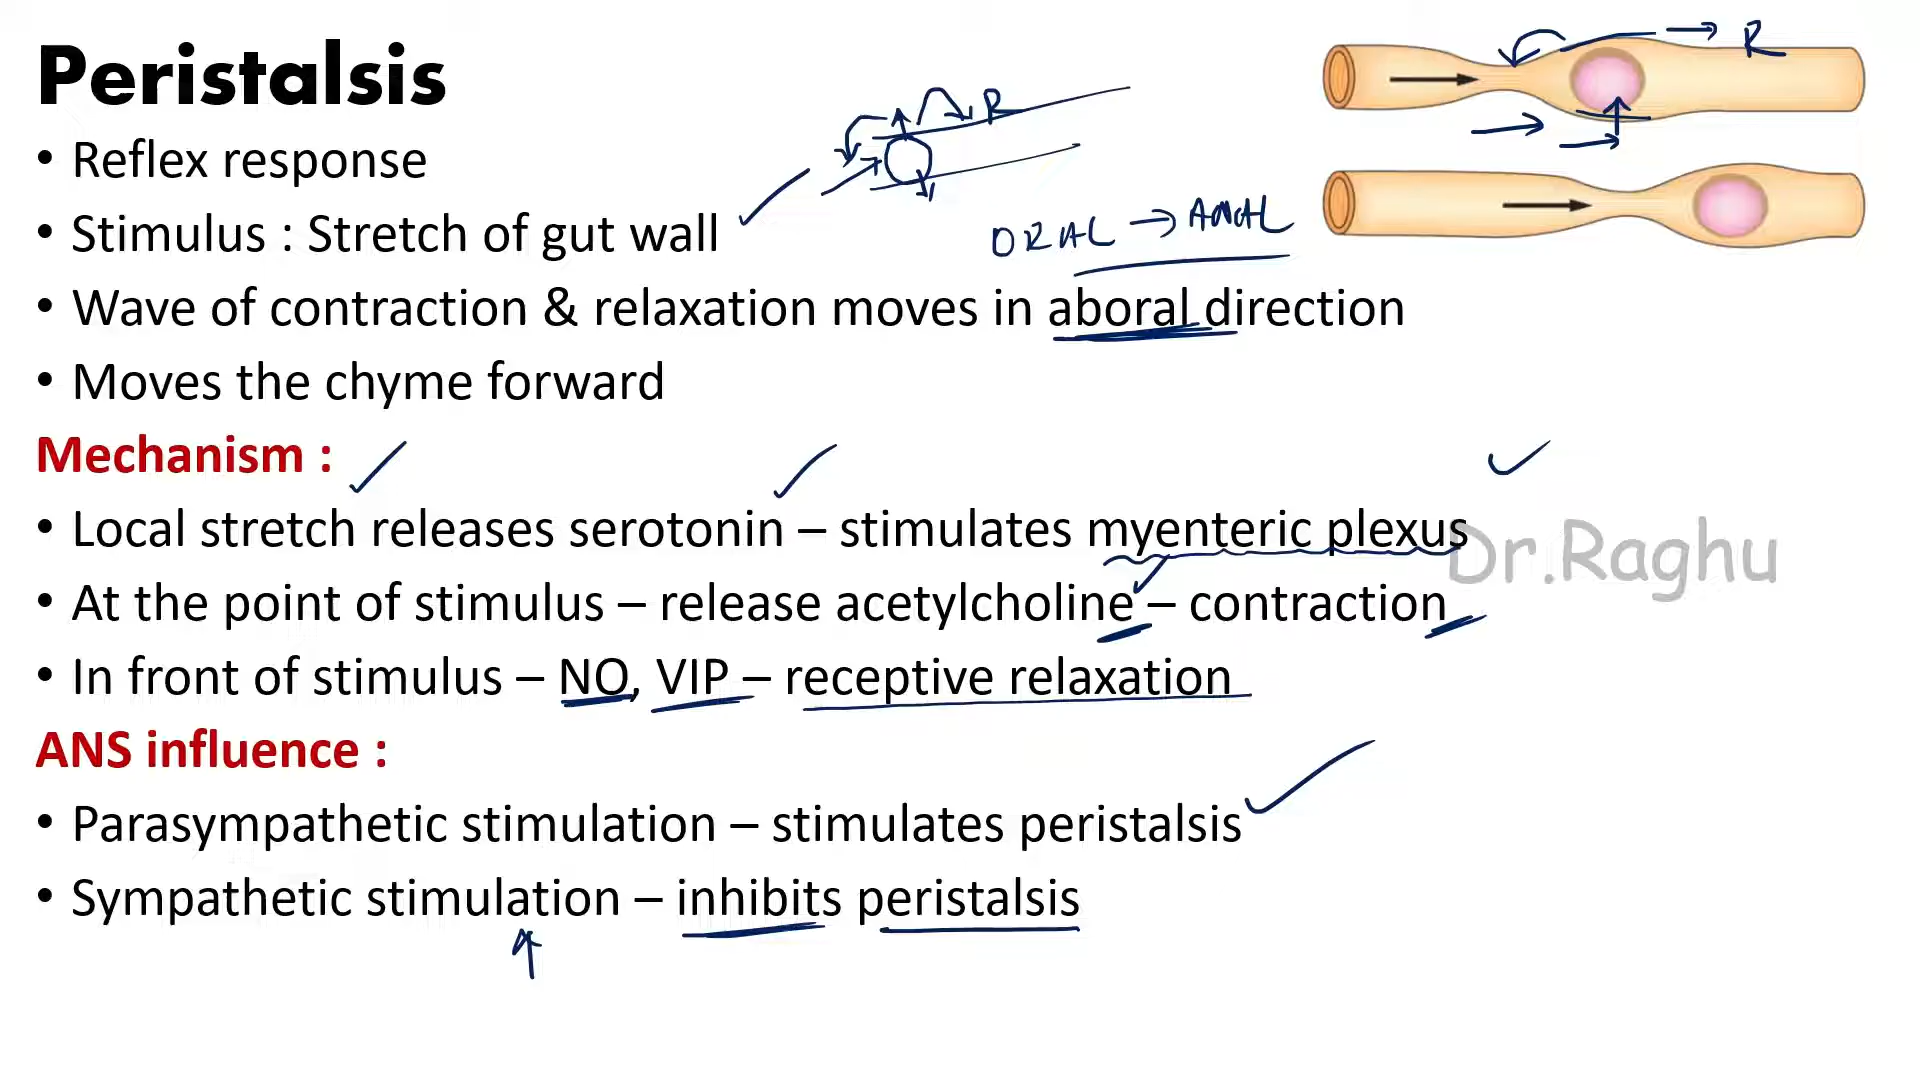 Peristalsis
R
R
• Reflex response
• Stimulus : Stretch of gut wall
ORAL → ANAL
• Wave of contraction & relaxation moves in aboral direction
• Moves the chyme forward
Mechanism :
• Local stretch releases serotonin – stimulates myenteric plexus
Dr.Raghu
• At the point of stimulus – release acetylcholine – contraction
• In front of stimulus – NO, VIP – receptive relaxation
ANS influence :
• Parasympathetic stimulation – stimulates peristalsis
• Sympathetic stimulation – inhibits peristalsis